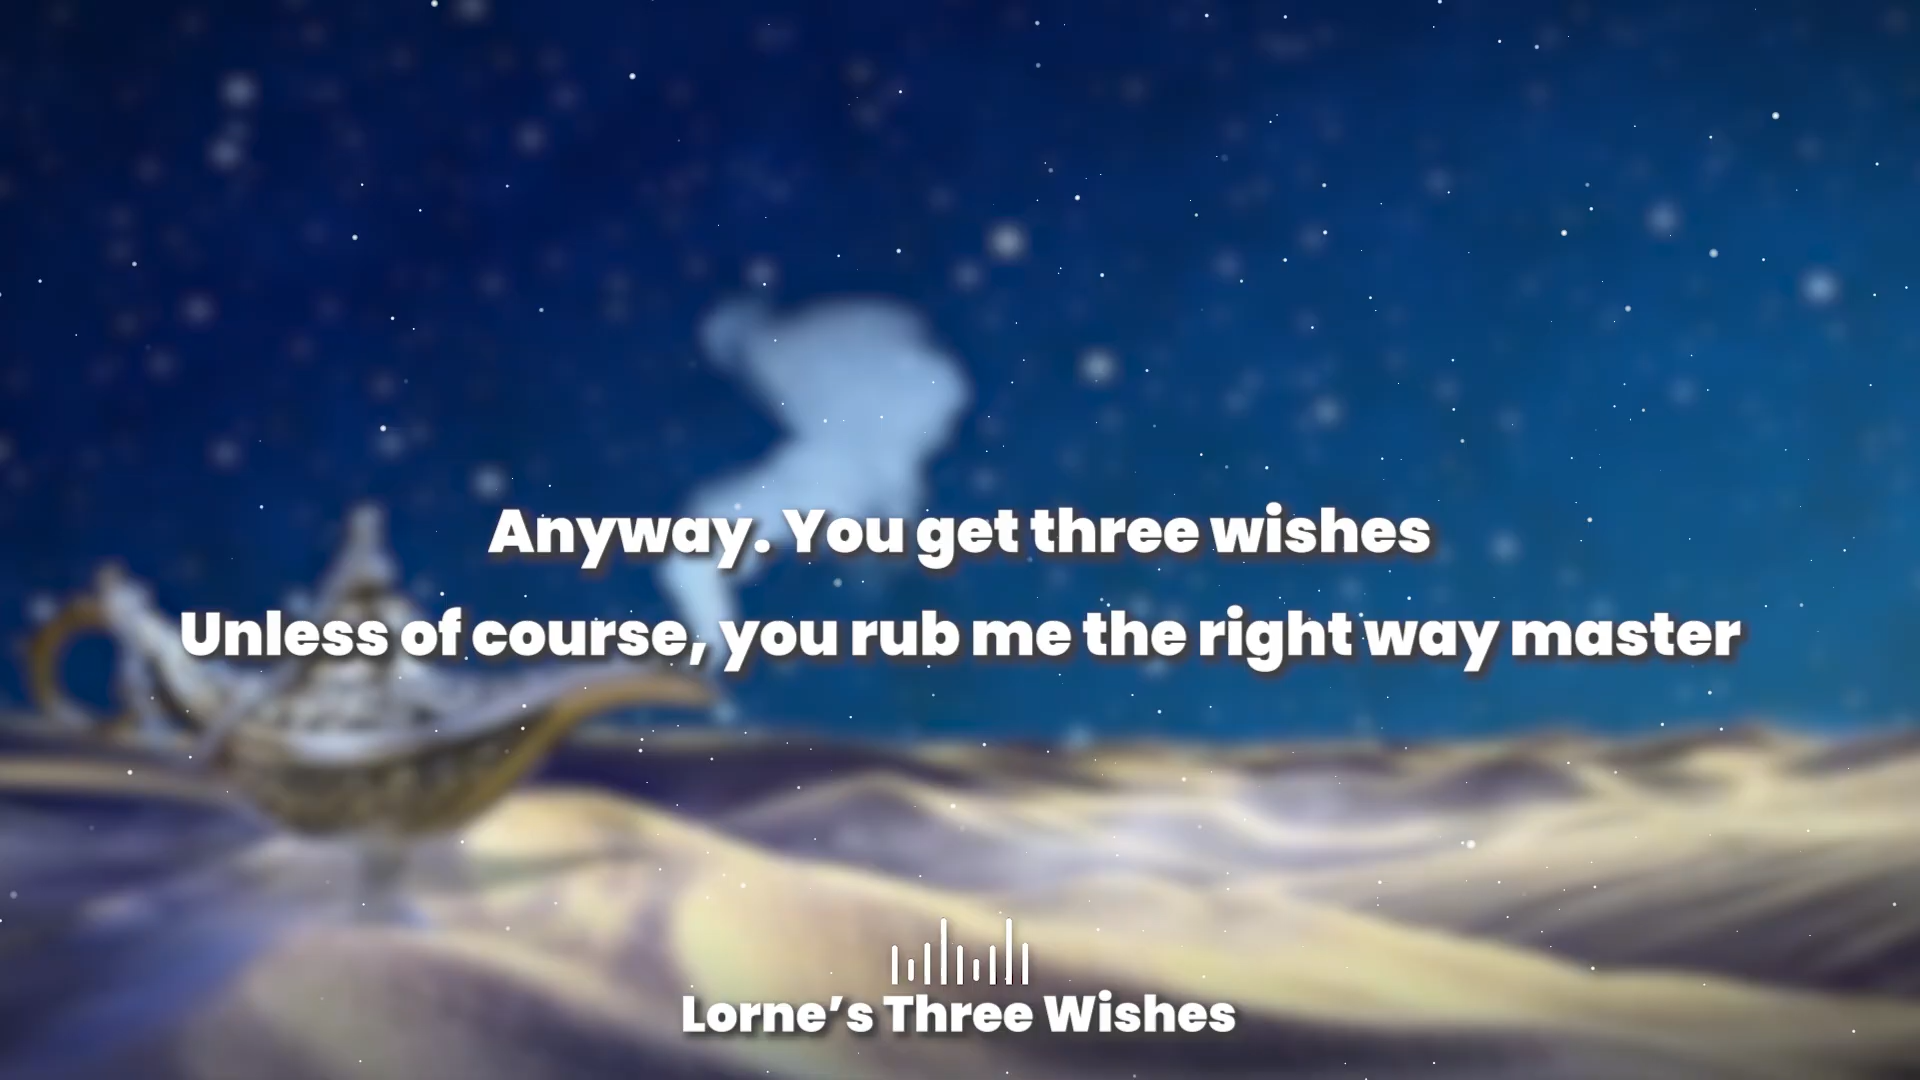 Anyway. You get three wishes
Unless of course, you rub me the right way master
Lorne’s Three Wishes